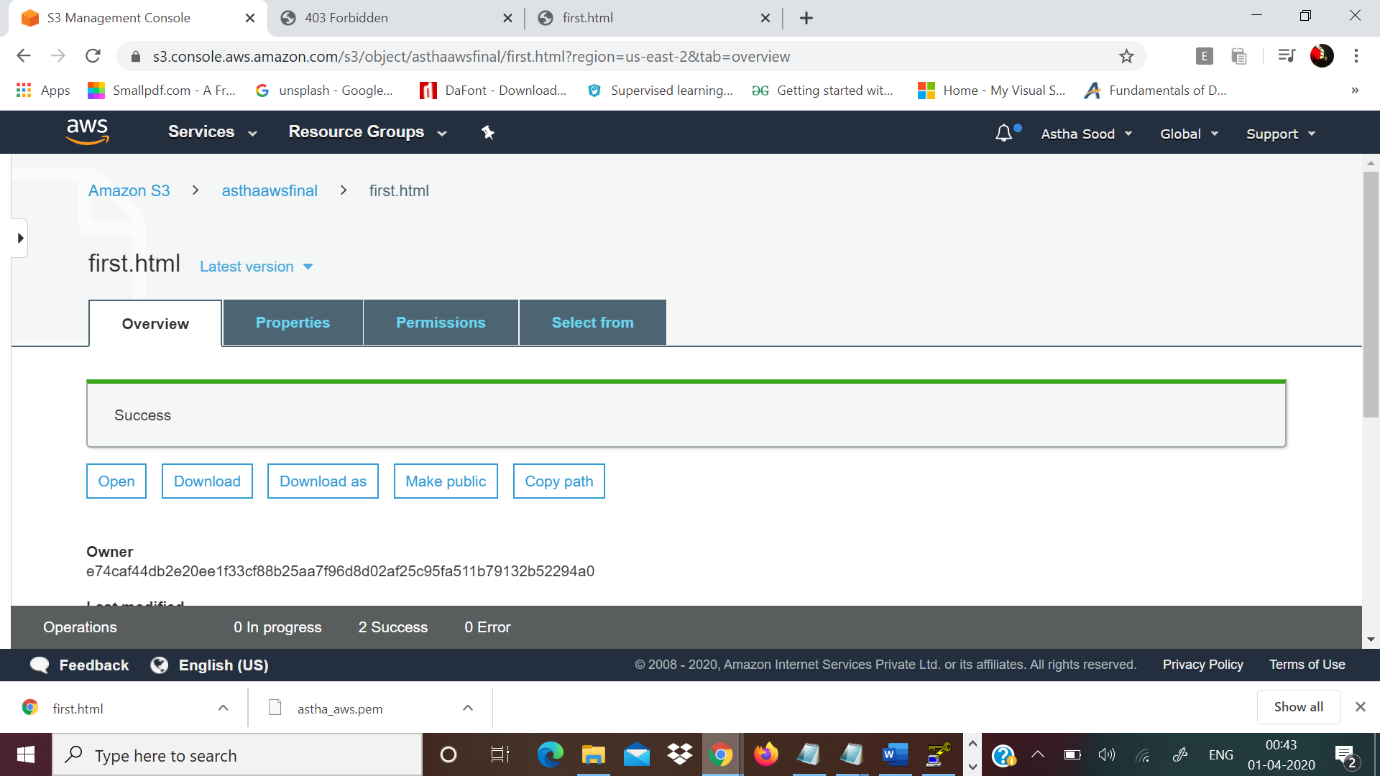 S3 Management Console
403 Forbidden
first.html
s3.console.aws.amazon.com/s3/object/asthaawsfinal/first.html?region=us-east-2&tab=overview
E
Apps
Smallpdf.com - A Fr...
unsplash - Google...
DaFont - Download...
Supervised learning...
Getting started wit...
Home - My Visual S...
Fundamentals of D...
»
aws
Services
Resource Groups
Astha Sood
Global
Support
Amazon S3 > asthaawsfinal > first.html
first.html
Latest version
Overview
Properties
Permissions
Select from
Success
Open
Download
Download as
Make public
Copy path
Owner
e74caf44db2e20ee1f33cf88b25aa7f96d8d02af25c95fa511b79132b52294a0
Last modified
Operations
0 In progress
2 Success
0 Error
Feedback
English (US)
© 2008 - 2020, Amazon Internet Services Private Ltd. or its affiliates. All rights reserved.
Privacy Policy
Terms of Use
first.html
astha_aws.pem
Show all
Type here to search
ENG
00:43
01-04-2020
2